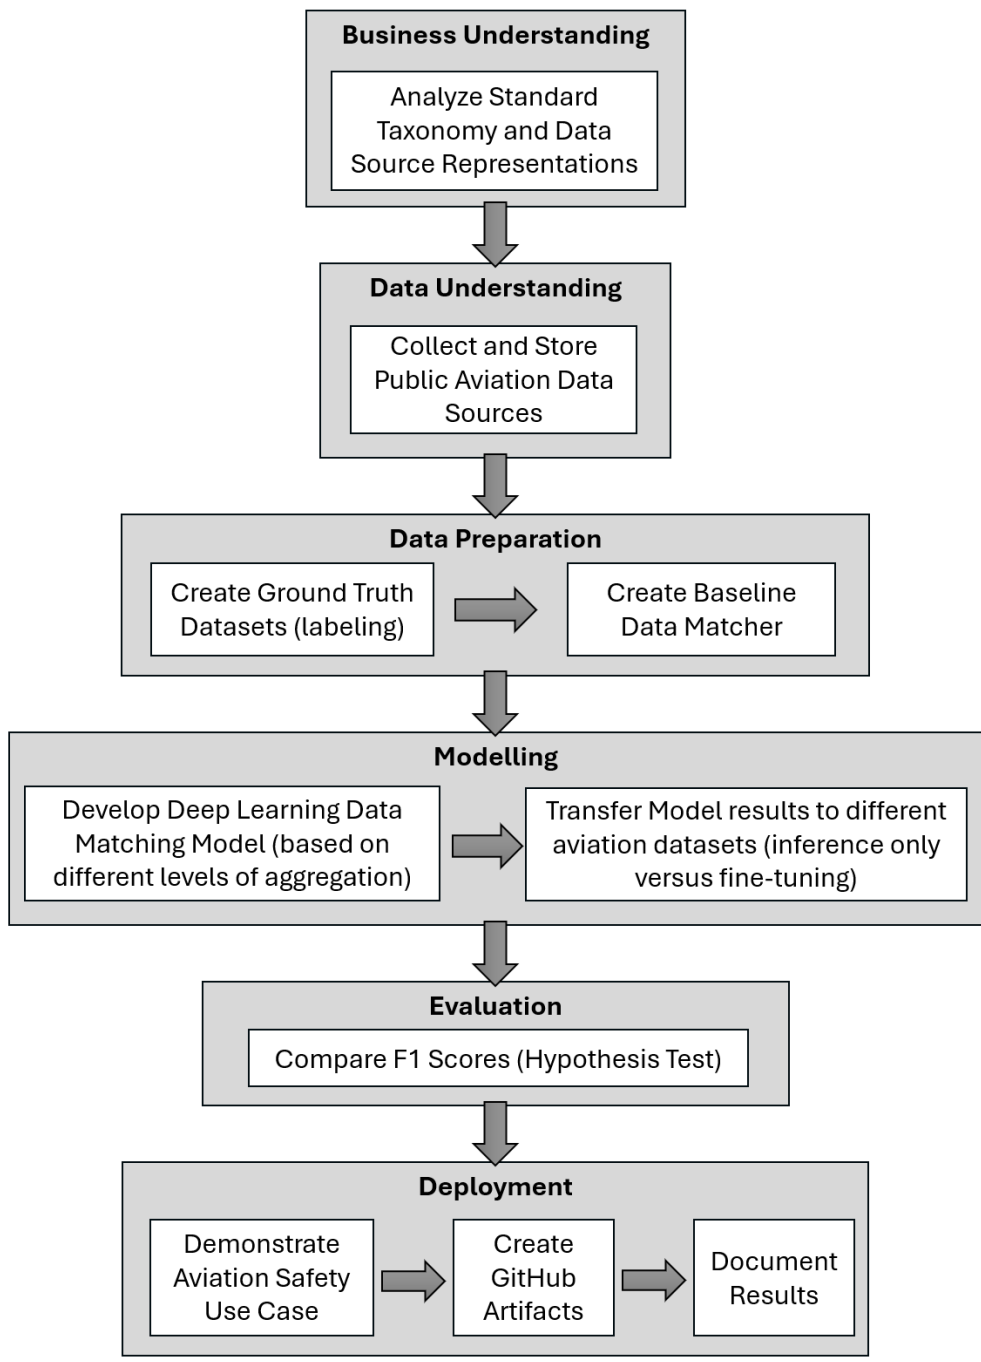 Business Understanding
Analyze Standard
Taxonomy and Data
Source Representations
Data Understanding
Collect and Store
Public Aviation Data
Sources
Data Preparation
Create Ground Truth
Datasets (labeling)
Create Baseline
Data Matcher
Modelling
Develop Deep Learning Data
Matching Model (based on
different levels of aggregation)
Transfer Model results to different
aviation datasets (inference only
versus fine-tuning)
Evaluation
Compare F1 Scores (Hypothesis Test)
Deployment
Demonstrate
Aviation Safety
Use Case
Create
GitHub
Artifacts
Document
Results